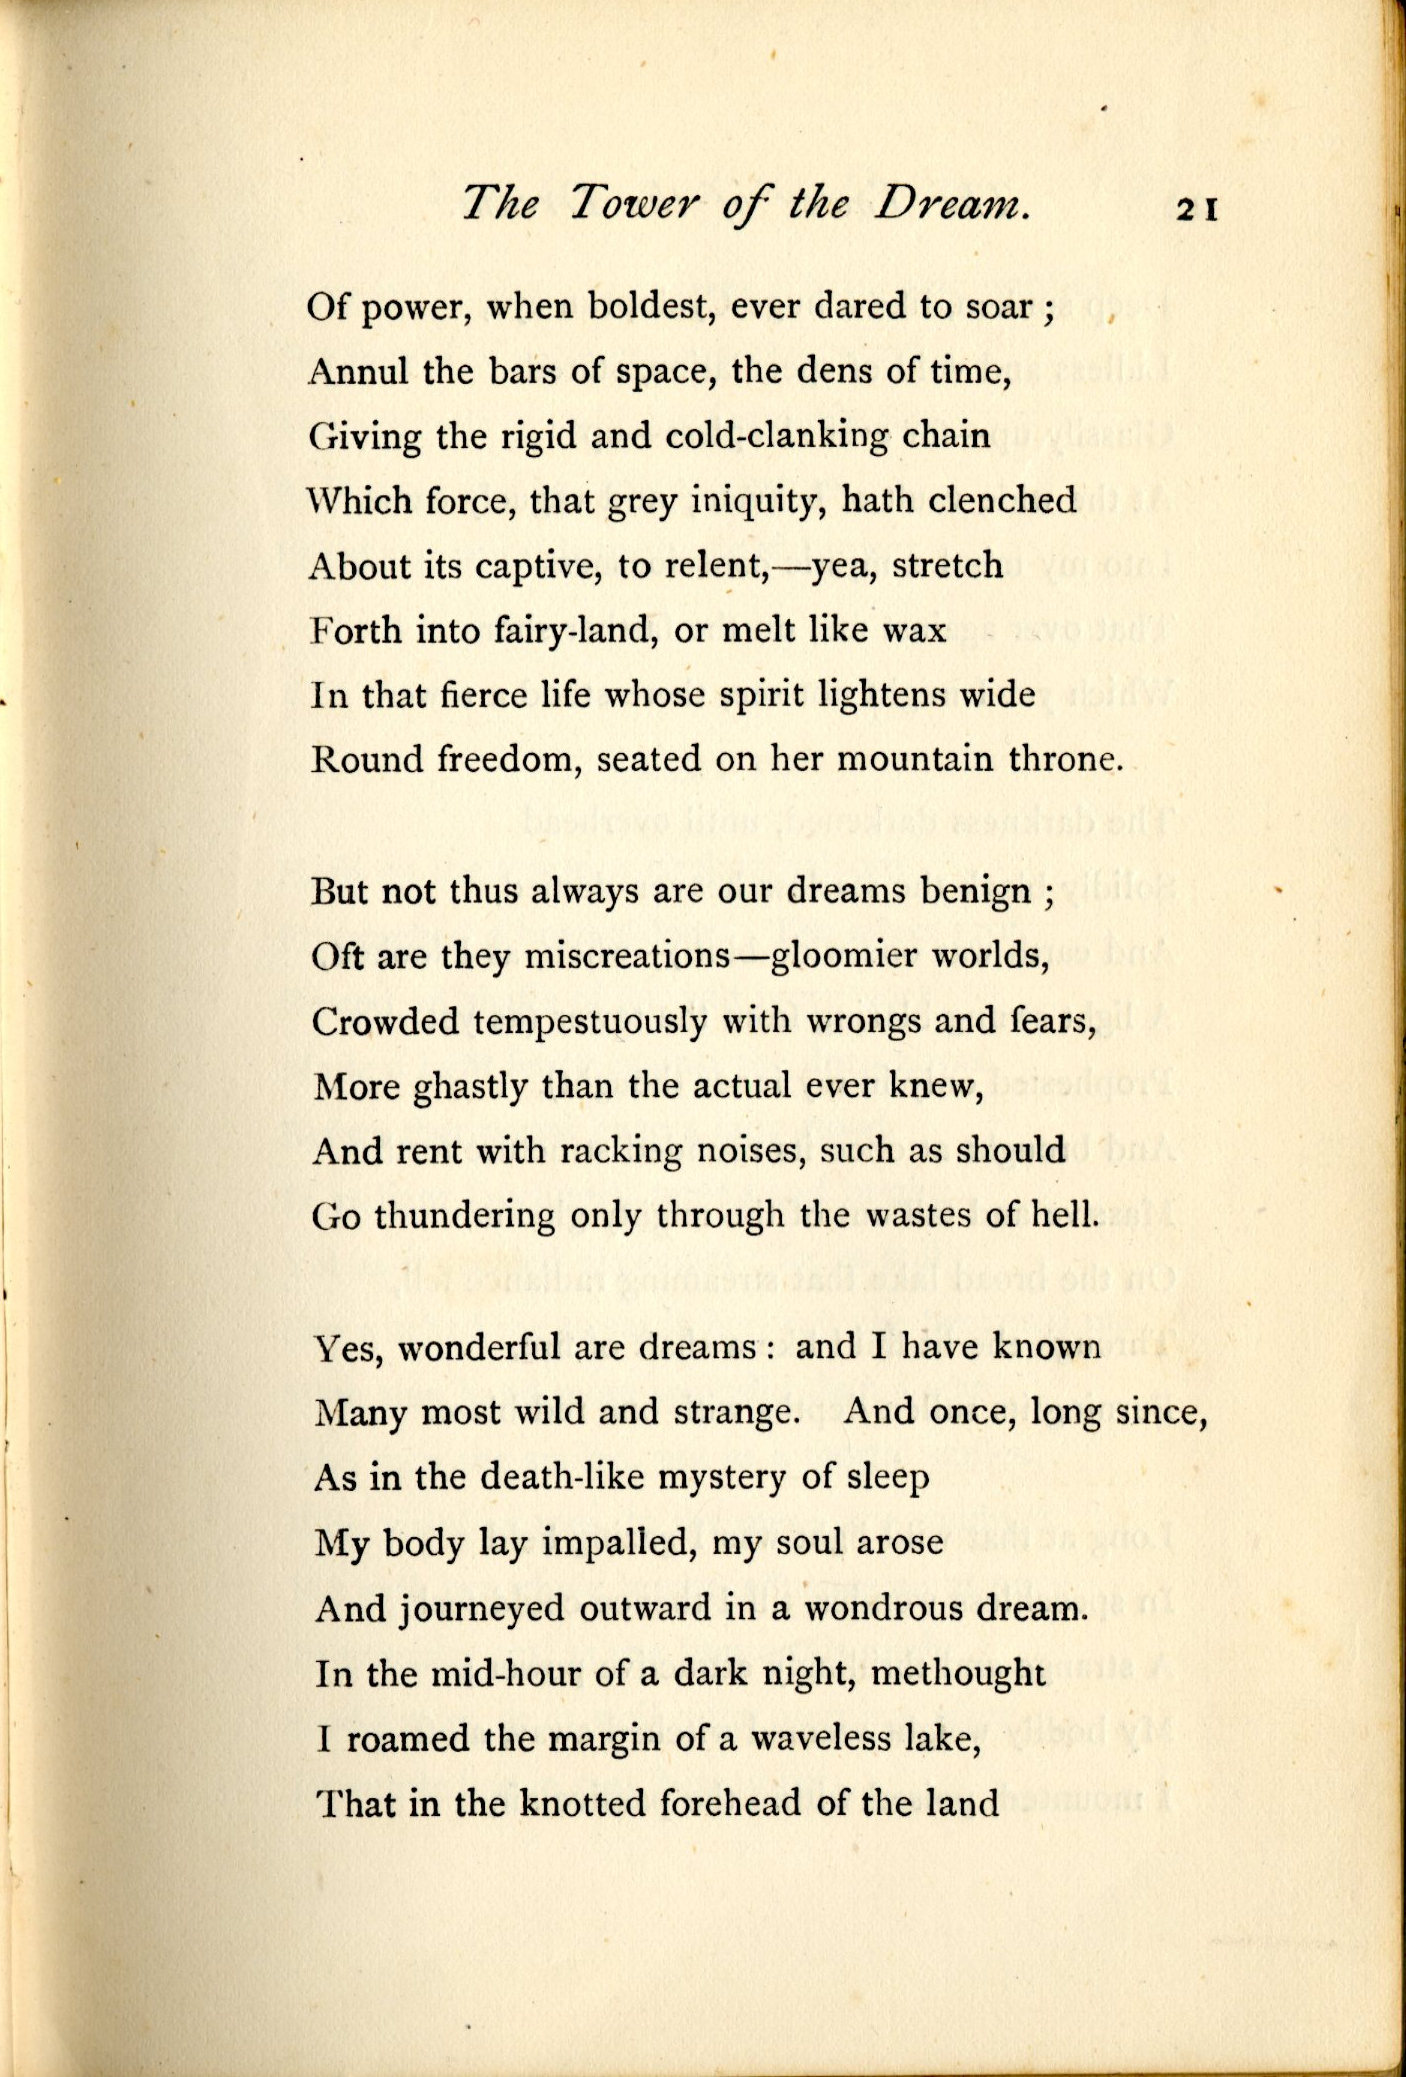 The Tower of the Dream. 21
Of power, when boldest, ever dared to soar ;
Annul the bars of space, the dens of time,
Giving the rigid and cold-clanking chain
Which force, that grey iniquity, hath clenched
About its captive, to relent,—yea, stretch
Forth into fairy-land, or melt like wax
In that fierce life whose spirit lightens wide
Round freedom, seated on her mountain throne.
But not thus always are our dreams benign ;
Oft are they miscreations—gloomier worlds,
Crowded tempestuously with wrongs and fears,
More ghastly than the actual ever knew,
And rent with racking noises, such as should
Go thundering only through the wastes of hell.
Yes, wonderful are dreams : and I have known
Many most wild and strange. And once, long since,
As in the death-like mystery of sleep
My body lay impalled, my soul arose
And journeyed outward in a wondrous dream.
In the mid-hour of a dark night, methought
I roamed the margin of a waveless lake,
That in the knotted forehead of the land